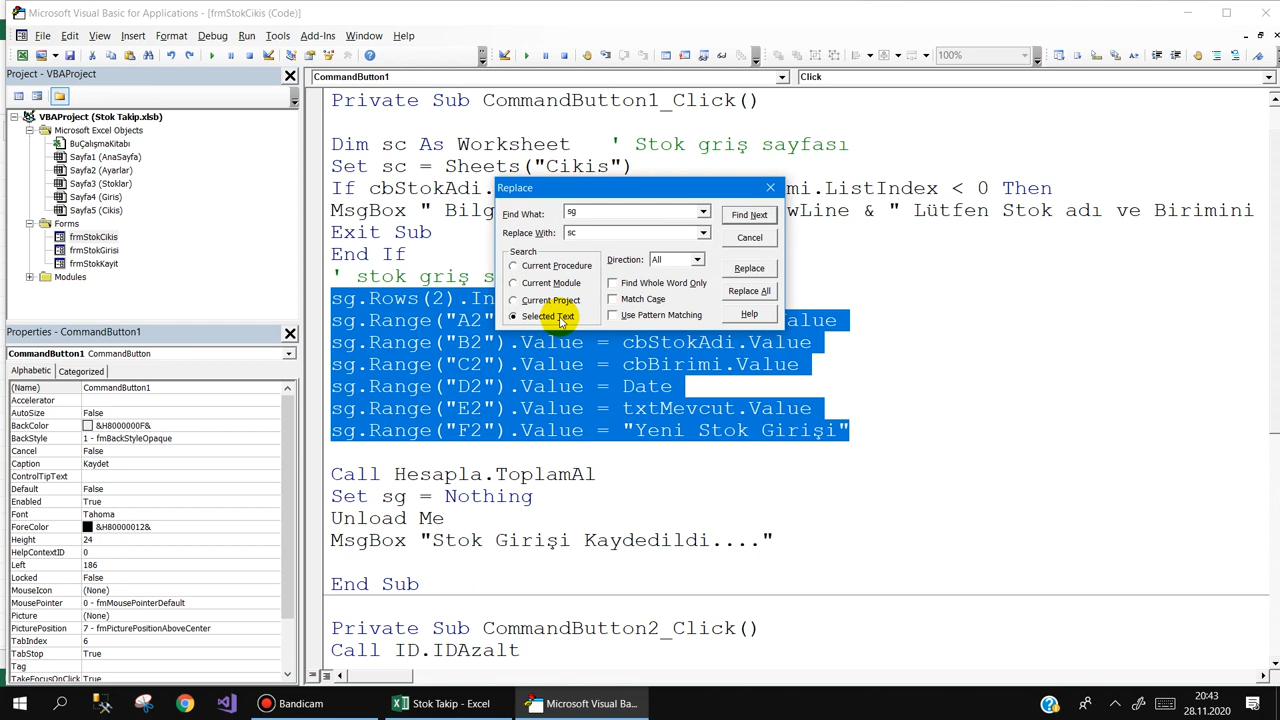 Microsoft Visual Basic for Applications - [frmStokCikis (Code)]
File Edit View Insert Format Debug Run Tools Add-Ins Window Help
100%
Project - VBAProject
VBAProject (Stok Takip.xlsb)
Microsoft Excel Objects
BuÇalışmaKitabı
Sayfa1 (AnaSayfa)
Sayfa2 (Ayarlar)
Sayfa3 (Stoklar)
Sayfa4 (Giris)
Sayfa5 (Cikis)
Forms
frmStokCikis
frmStokGirisi
frmStokKayit
Modules
Properties - CommandButton1
CommandButton1 CommandButton
Alphabetic Categorized
(Name) CommandButton1
Accelerator
AutoSize False
BackColor &H8000000F&
BackStyle 1 - fmBackStyleOpaque
Cancel False
Caption Kaydet
ControlTipText
Default False
Enabled True
Font Tahoma
ForeColor &H80000012&
Height 24
HelpContextID 0
Left 186
Locked False
MouseIcon (None)
MousePointer 0 - fmMousePointerDefault
Picture (None)
PicturePosition 7 - fmPicturePositionAboveCenter
TabIndex 6
TabStop True
Tag
TakeFocusOnClick True
CommandButton1 Click
Private Sub CommandButton1_Click()
Dim sc As Worksheet ' Stok griş sayfası
Set sc = Sheets("Cikis")
If cbStokAdi. imi.ListIndex < 0 Then
MsgBox " Bilg wLine & " Lütfen Stok adı ve Birimini
Exit Sub
End If
' stok griş s
sg.Rows(2).In
sg.Range("A2" alue
sg.Range("B2").Value = cbStokAdi.Value
sg.Range("C2").Value = cbBirimi.Value
sg.Range("D2").Value = Date
sg.Range("E2").Value = txtMevcut.Value
sg.Range("F2").Value = "Yeni Stok Girişi"
Call Hesapla.ToplamAl
Set sg = Nothing
Unload Me
MsgBox "Stok Girişi Kaydedildi...."
End Sub
Private Sub CommandButton2_Click()
Call ID.IDAzalt
Replace
Find What: sg Find Next
Replace With: sc Cancel
Search
Direction: All
Current Procedure Replace
Current Module Find Whole Word Only
Current Project Match Case Replace All
Selected Text Use Pattern Matching Help
Bandicam
Stok Takip - Excel
Microsoft Visual Ba...
20:43
28.11.2020